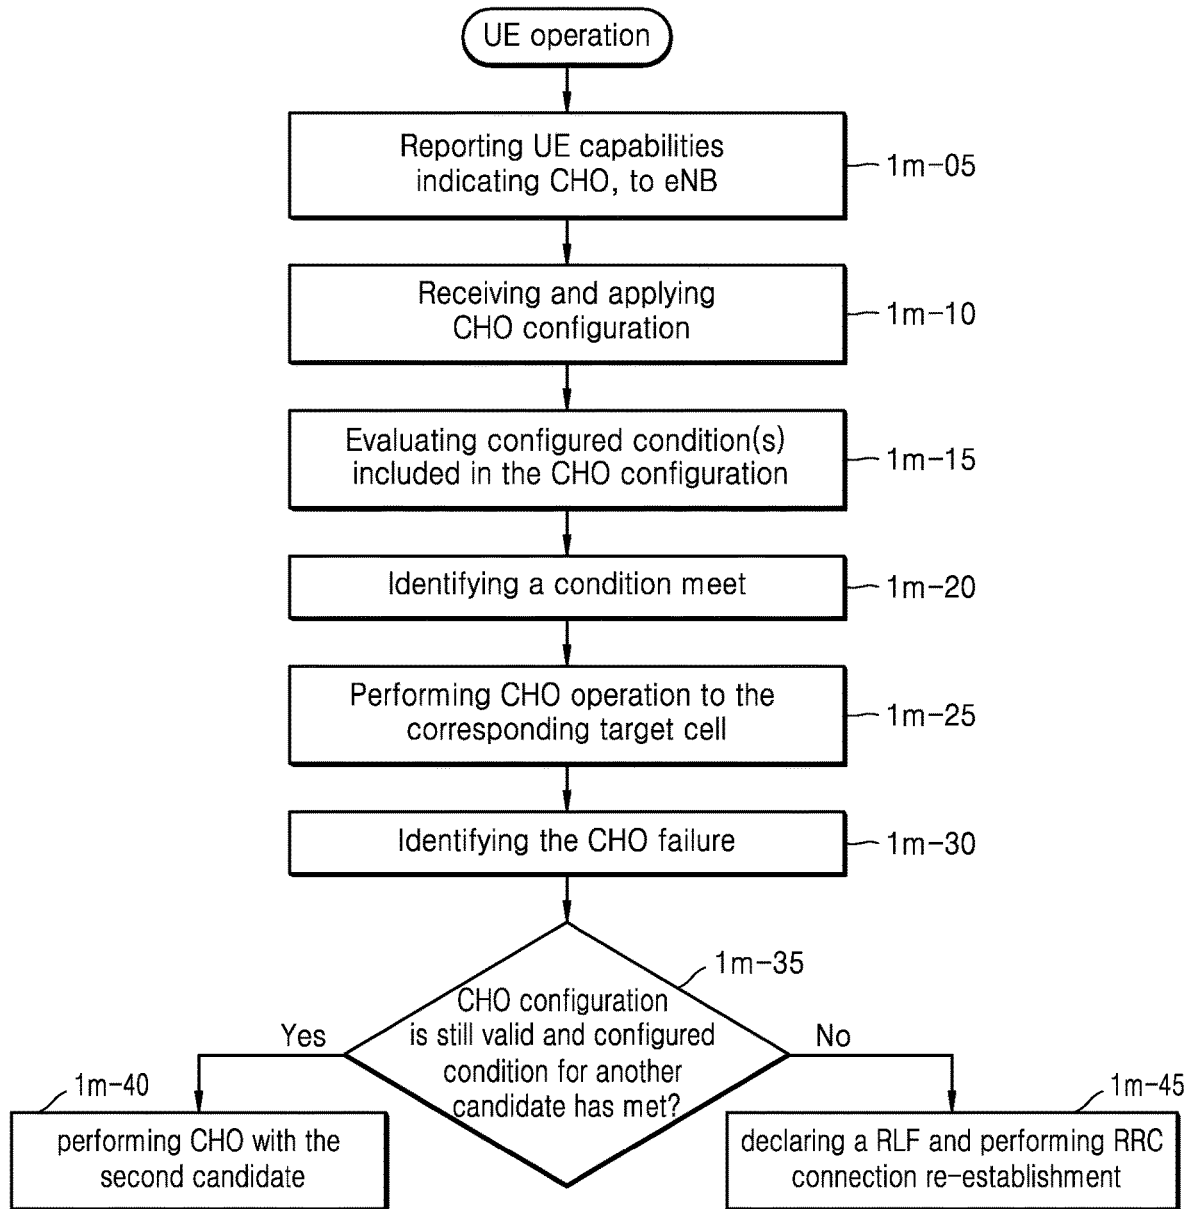 UE operation
Reporting UE capabilities
indicating CHO, to eNB
1m-05
Receiving and applying
CHO configuration
1m-10
Evaluating configured condition(s)
included in the CHO configuration
1m-15
Identifying a condition meet
1m-20
Performing CHO operation to the
corresponding target cell
1m-25
Identifying the CHO failure
1m-30
1m-35
CHO configuration
is still valid and configured
condition for another
candidate has met?
Yes
No
1m-40
performing CHO with the
second candidate
1m-45
declaring a RLF and performing RRC
connection re-establishment